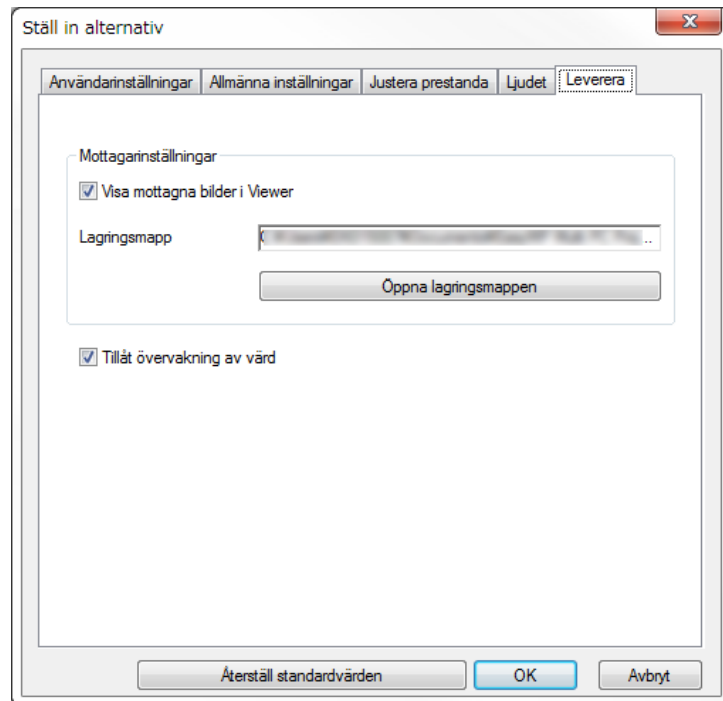 Ställ in alternativ
Användarinställningar Allmänna inställningar Justera prestanda Ljudet Leverera
Mottagarinställningar
Visa mottagna bilder i Viewer
Lagringsmapp ...
Öppna lagringsmappen
Tillåt övervakning av värd
Återställ standardvärden OK Avbryt